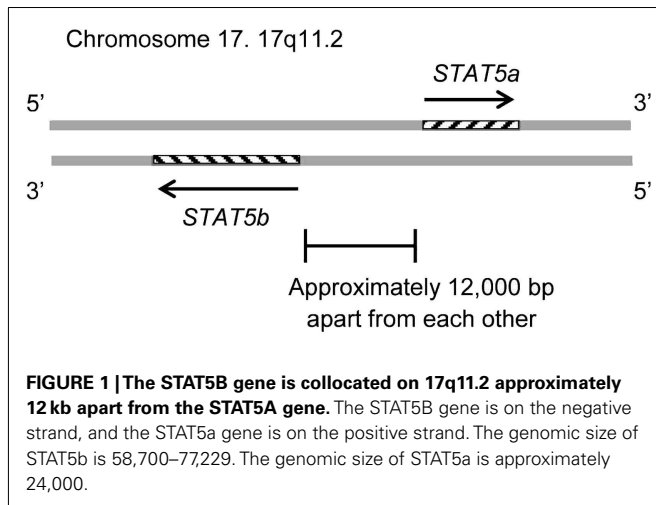 Chromosome 17. 17q11.2
STAT5a
5’ 3’
3’ 5’
STAT5b
Approximately 12,000 bp
apart from each other
FIGURE 1 | The STAT5B gene is collocated on 17q11.2 approximately
12 kb apart from the STAT5A gene. The STAT5B gene is on the negative
strand, and the STAT5a gene is on the positive strand. The genomic size of
STAT5b is 58,700–77,229. The genomic size of STAT5a is approximately
24,000.